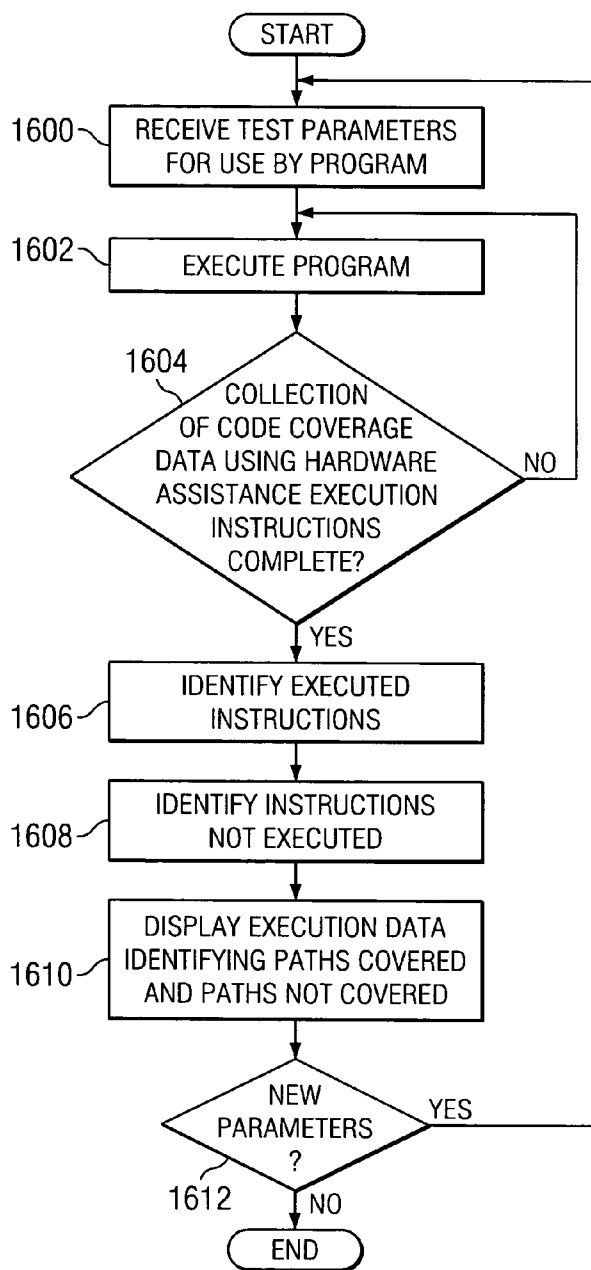 START
1600
RECEIVE TEST PARAMETERS
FOR USE BY PROGRAM
1602
EXECUTE PROGRAM
1604
COLLECTION
OF CODE COVERAGE
DATA USING HARDWARE
ASSISTANCE EXECUTION
INSTRUCTIONS
COMPLETE?
NO
YES
1606
IDENTIFY EXECUTED
INSTRUCTIONS
1608
IDENTIFY INSTRUCTIONS
NOT EXECUTED
1610
DISPLAY EXECUTION DATA
IDENTIFYING PATHS COVERED
AND PATHS NOT COVERED
NEW
PARAMETERS
?
YES
1612
NO
END